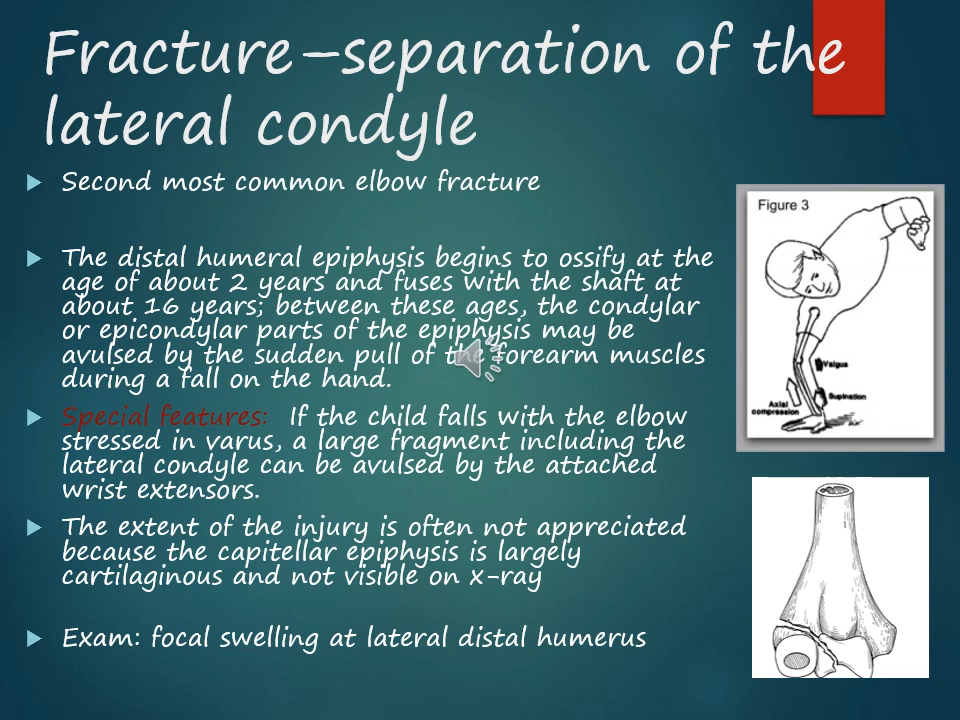 Fracture–separation of the
lateral condyle
Second most common elbow fracture
The distal humeral epiphysis begins to ossify at the
age of about 2 years and fuses with the shaft at
about 16 years; between these ages, the condylar
or epicondylar parts of the epiphysis may be
avulsed by the sudden pull of the forearm muscles
during a fall on the hand.
Special features: If the child falls with the elbow
stressed in varus, a large fragment including the
lateral condyle can be avulsed by the attached
wrist extensors.
The extent of the injury is often not appreciated
because the capitellar epiphysis is largely
cartilaginous and not visible on x-ray
Exam: focal swelling at lateral distal humerus
Figure 3
Valgus
Supination
Axial
compression